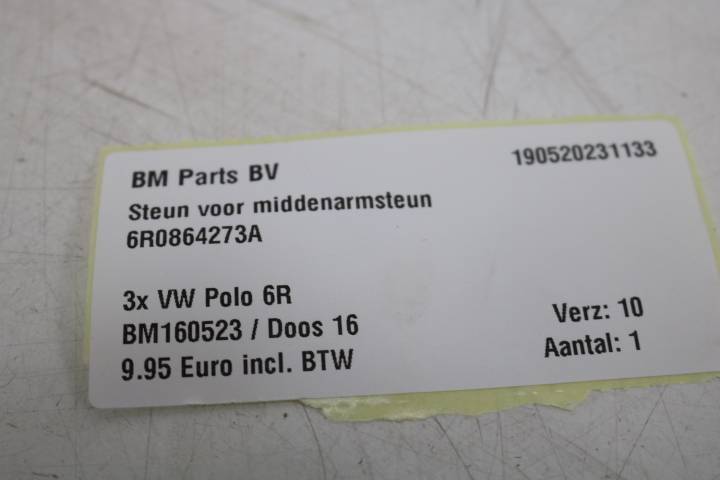 BM Parts BV
190520231133
Steun voor middenarmsteun
6R0864273A
3x VW Polo 6R
BM160523 / Doos 16
Verz: 10
9.95 Euro incl. BTW
Aantal: 1